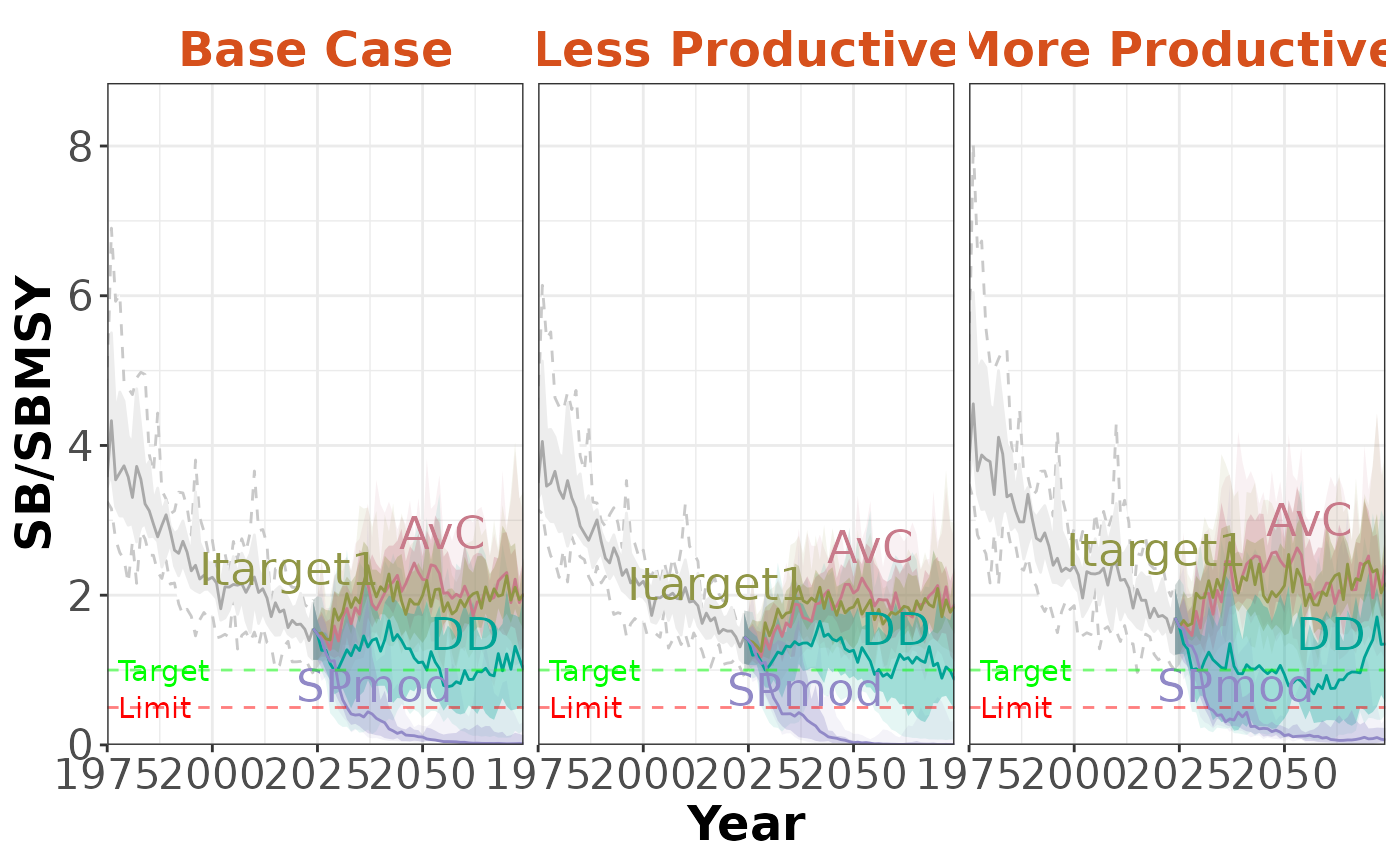 Base Case
Less Productive
More Productive
SB/SBMSY
8
6
4
2
0
AvC
Itarget1
DD
SPmod
Target
Limit
AvC
Itarget1
DD
SPmod
Target
Limit
AvC
Itarget1
DD
SPmod
Target
Limit
1975 2000 2025 2050 1975 2000 2025 2050 1975 2000 2025 2050
Year